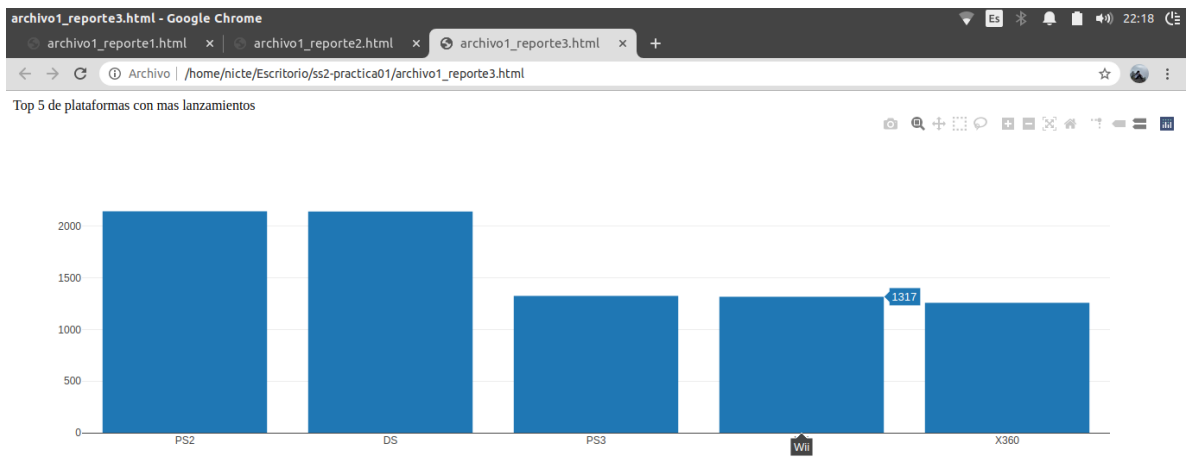 archivo1_reporte3.html - Google Chrome
Es
22:18
archivo1_reporte1.html × archivo1_reporte2.html × archivo1_reporte3.html × +
Archivo | /home/nicte/Escritorio/ss2-practica01/archivo1_reporte3.html
Top 5 de plataformas con mas lanzamientos
2000
1500
1000
500
0
1317
PS2 DS PS3 Wii X360